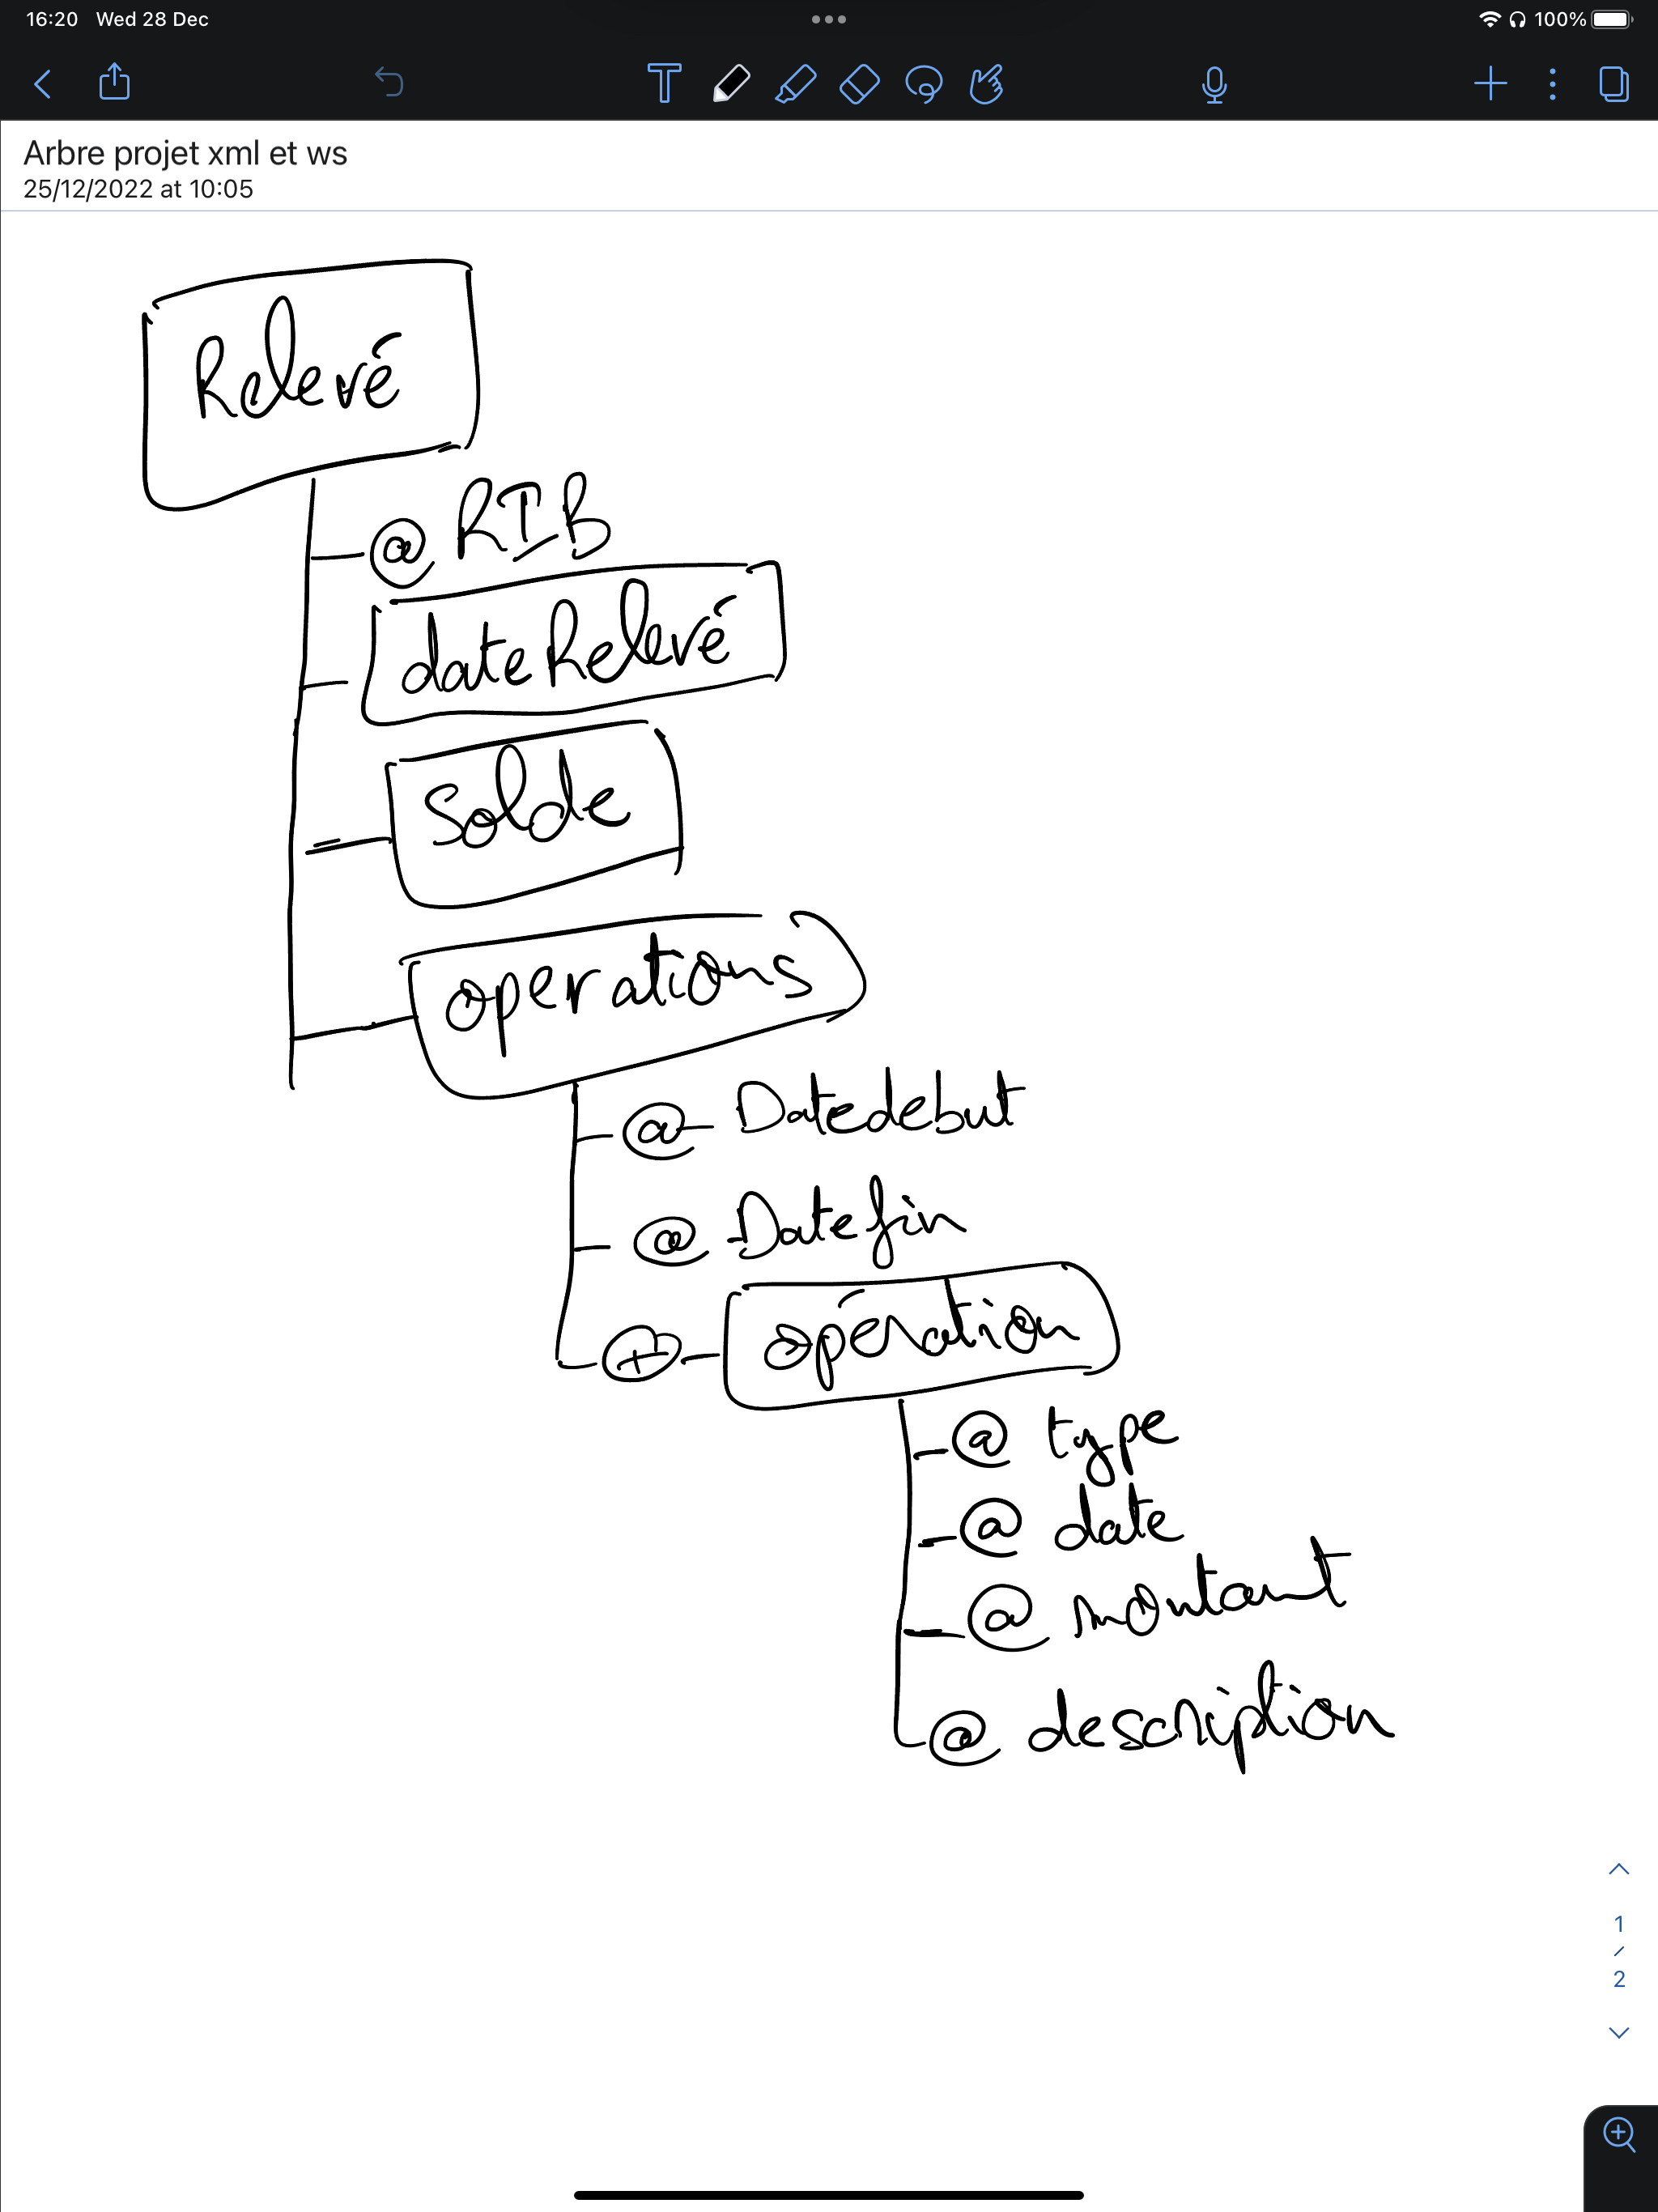 16:20 Wed 28 Dec
100%
Arbre projet xml et ws
25/12/2022 at 10:05
Relevé
@ RIB
dateRelevé
Solde
operations
@ Datedebut
@ Datefin
+ opération
@ type
@ date
@ montant
@ description
1
/
2